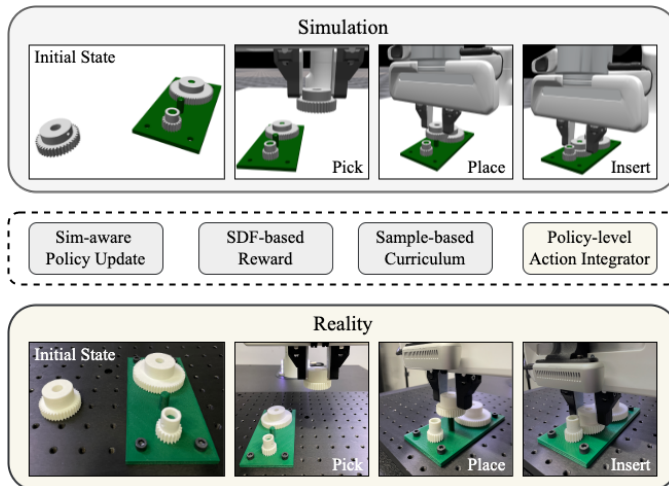 Simulation
Initial State
Pick
Place
Insert
Sim-aware
Policy Update
SDF-based
Reward
Sample-based
Curriculum
Policy-level
Action Integrator
Reality
Initial State
Pick
Place
Insert